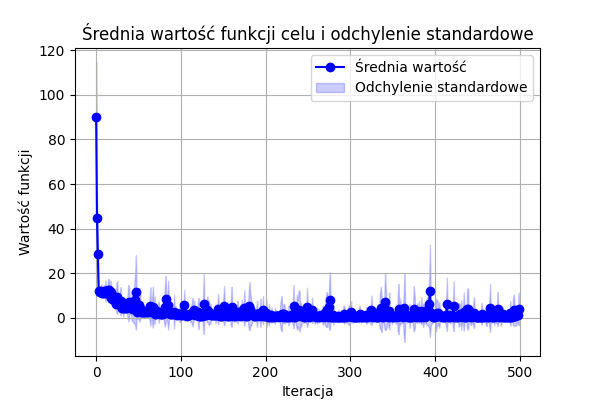 Średnia wartość funkcji celu i odchylenie standardowe
Średnia wartość
Odchylenie standardowe
Wartość funkcji
120
100
80
60
40
20
0
0 100 200 300 400 500
Iteracja